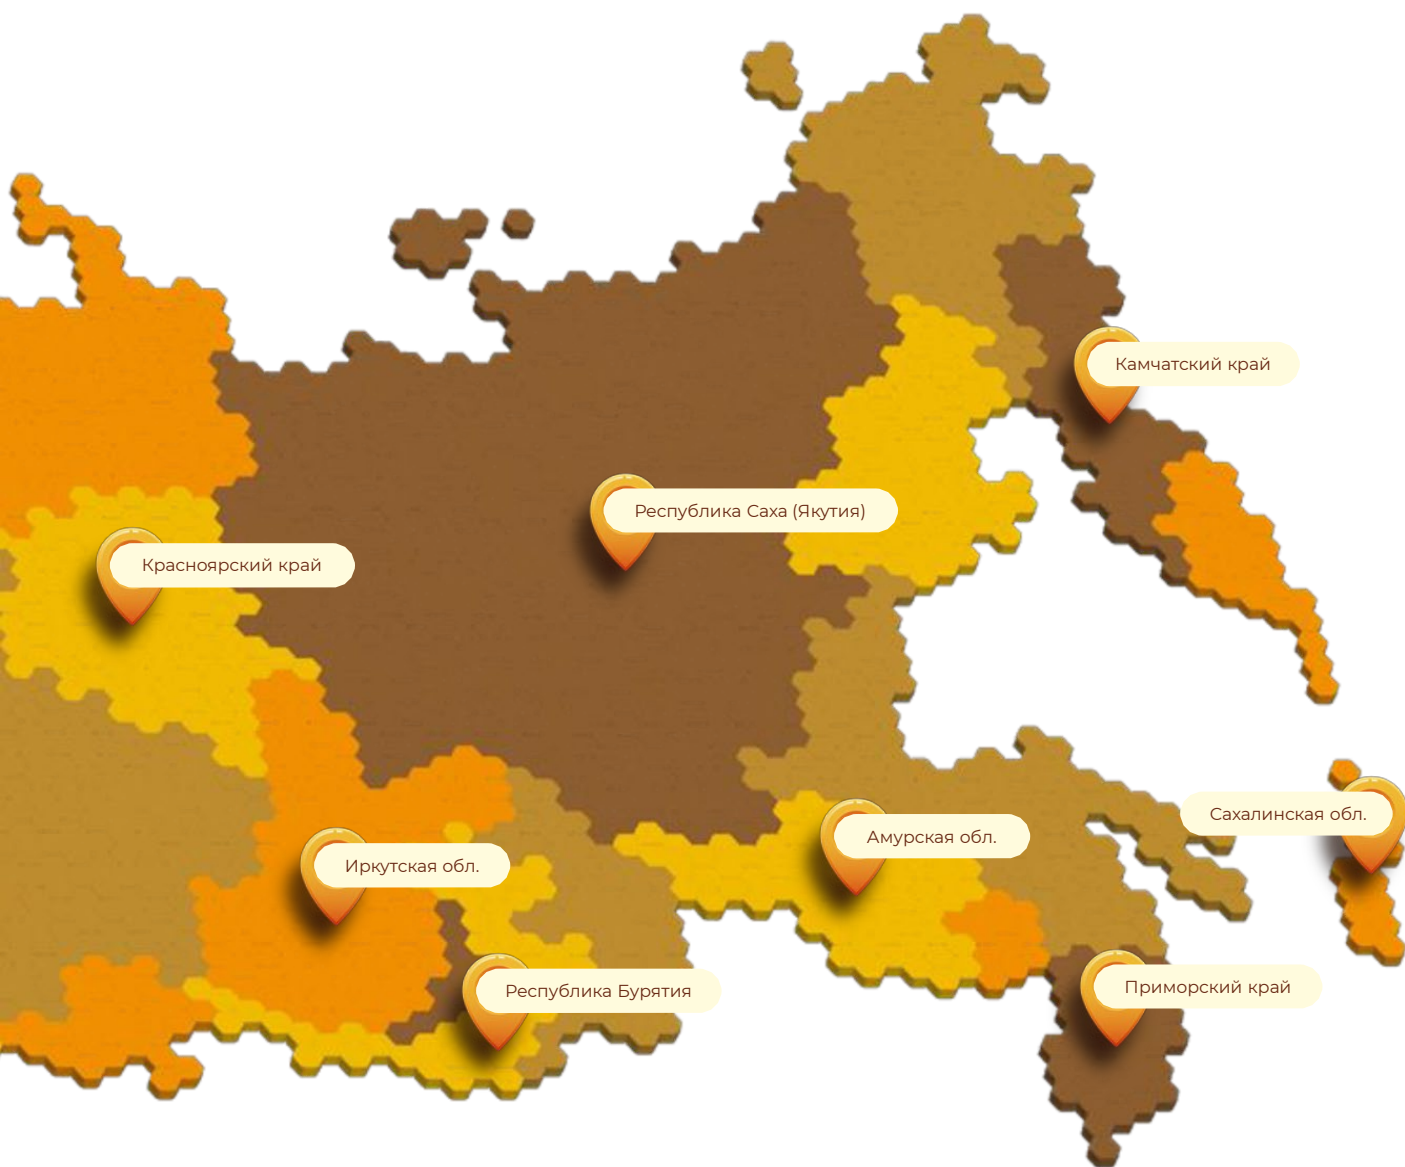 Камчатский край
Республика Саха (Якутия)
Красноярский край
Сахалинская обл.
Амурская обл.
Иркутская обл.
Приморский край
Республика Бурятия